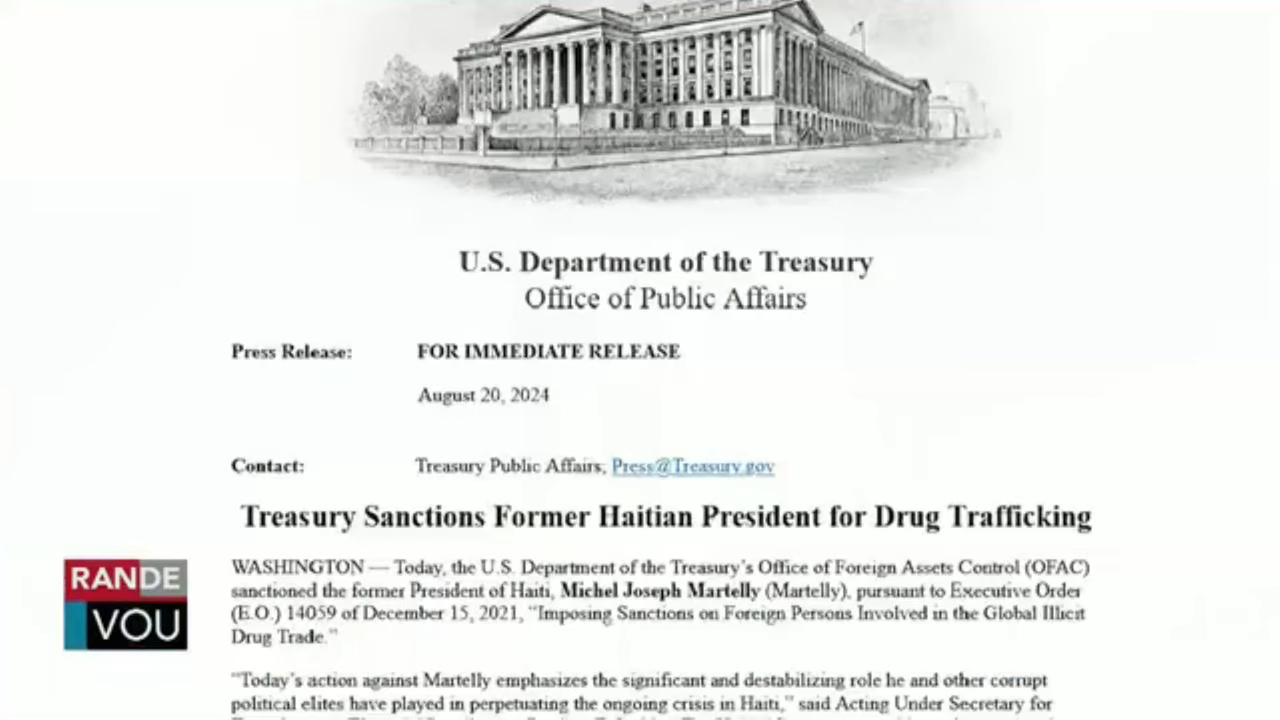 U.S. Department of the Treasury
Office of Public Affairs
Press Release: FOR IMMEDIATE RELEASE
August 20, 2024
Contact: Treasury Public Affairs, Press@Treasury.gov
Treasury Sanctions Former Haitian President for Drug Trafficking
WASHINGTON — Today, the U.S. Department of the Treasury’s Office of Foreign Assets Control (OFAC)
sanctioned the former President of Haiti, Michel Joseph Martelly (Martelly), pursuant to Executive Order
(E.O.) 14059 of December 15, 2021, “Imposing Sanctions on Foreign Persons Involved in the Global Illicit
Drug Trade.”
“Today’s action against Martelly emphasizes the significant and destabilizing role he and other corrupt
political elites have played in perpetuating the ongoing crisis in Haiti,” said Acting Under Secretary for
RANDE
VOU